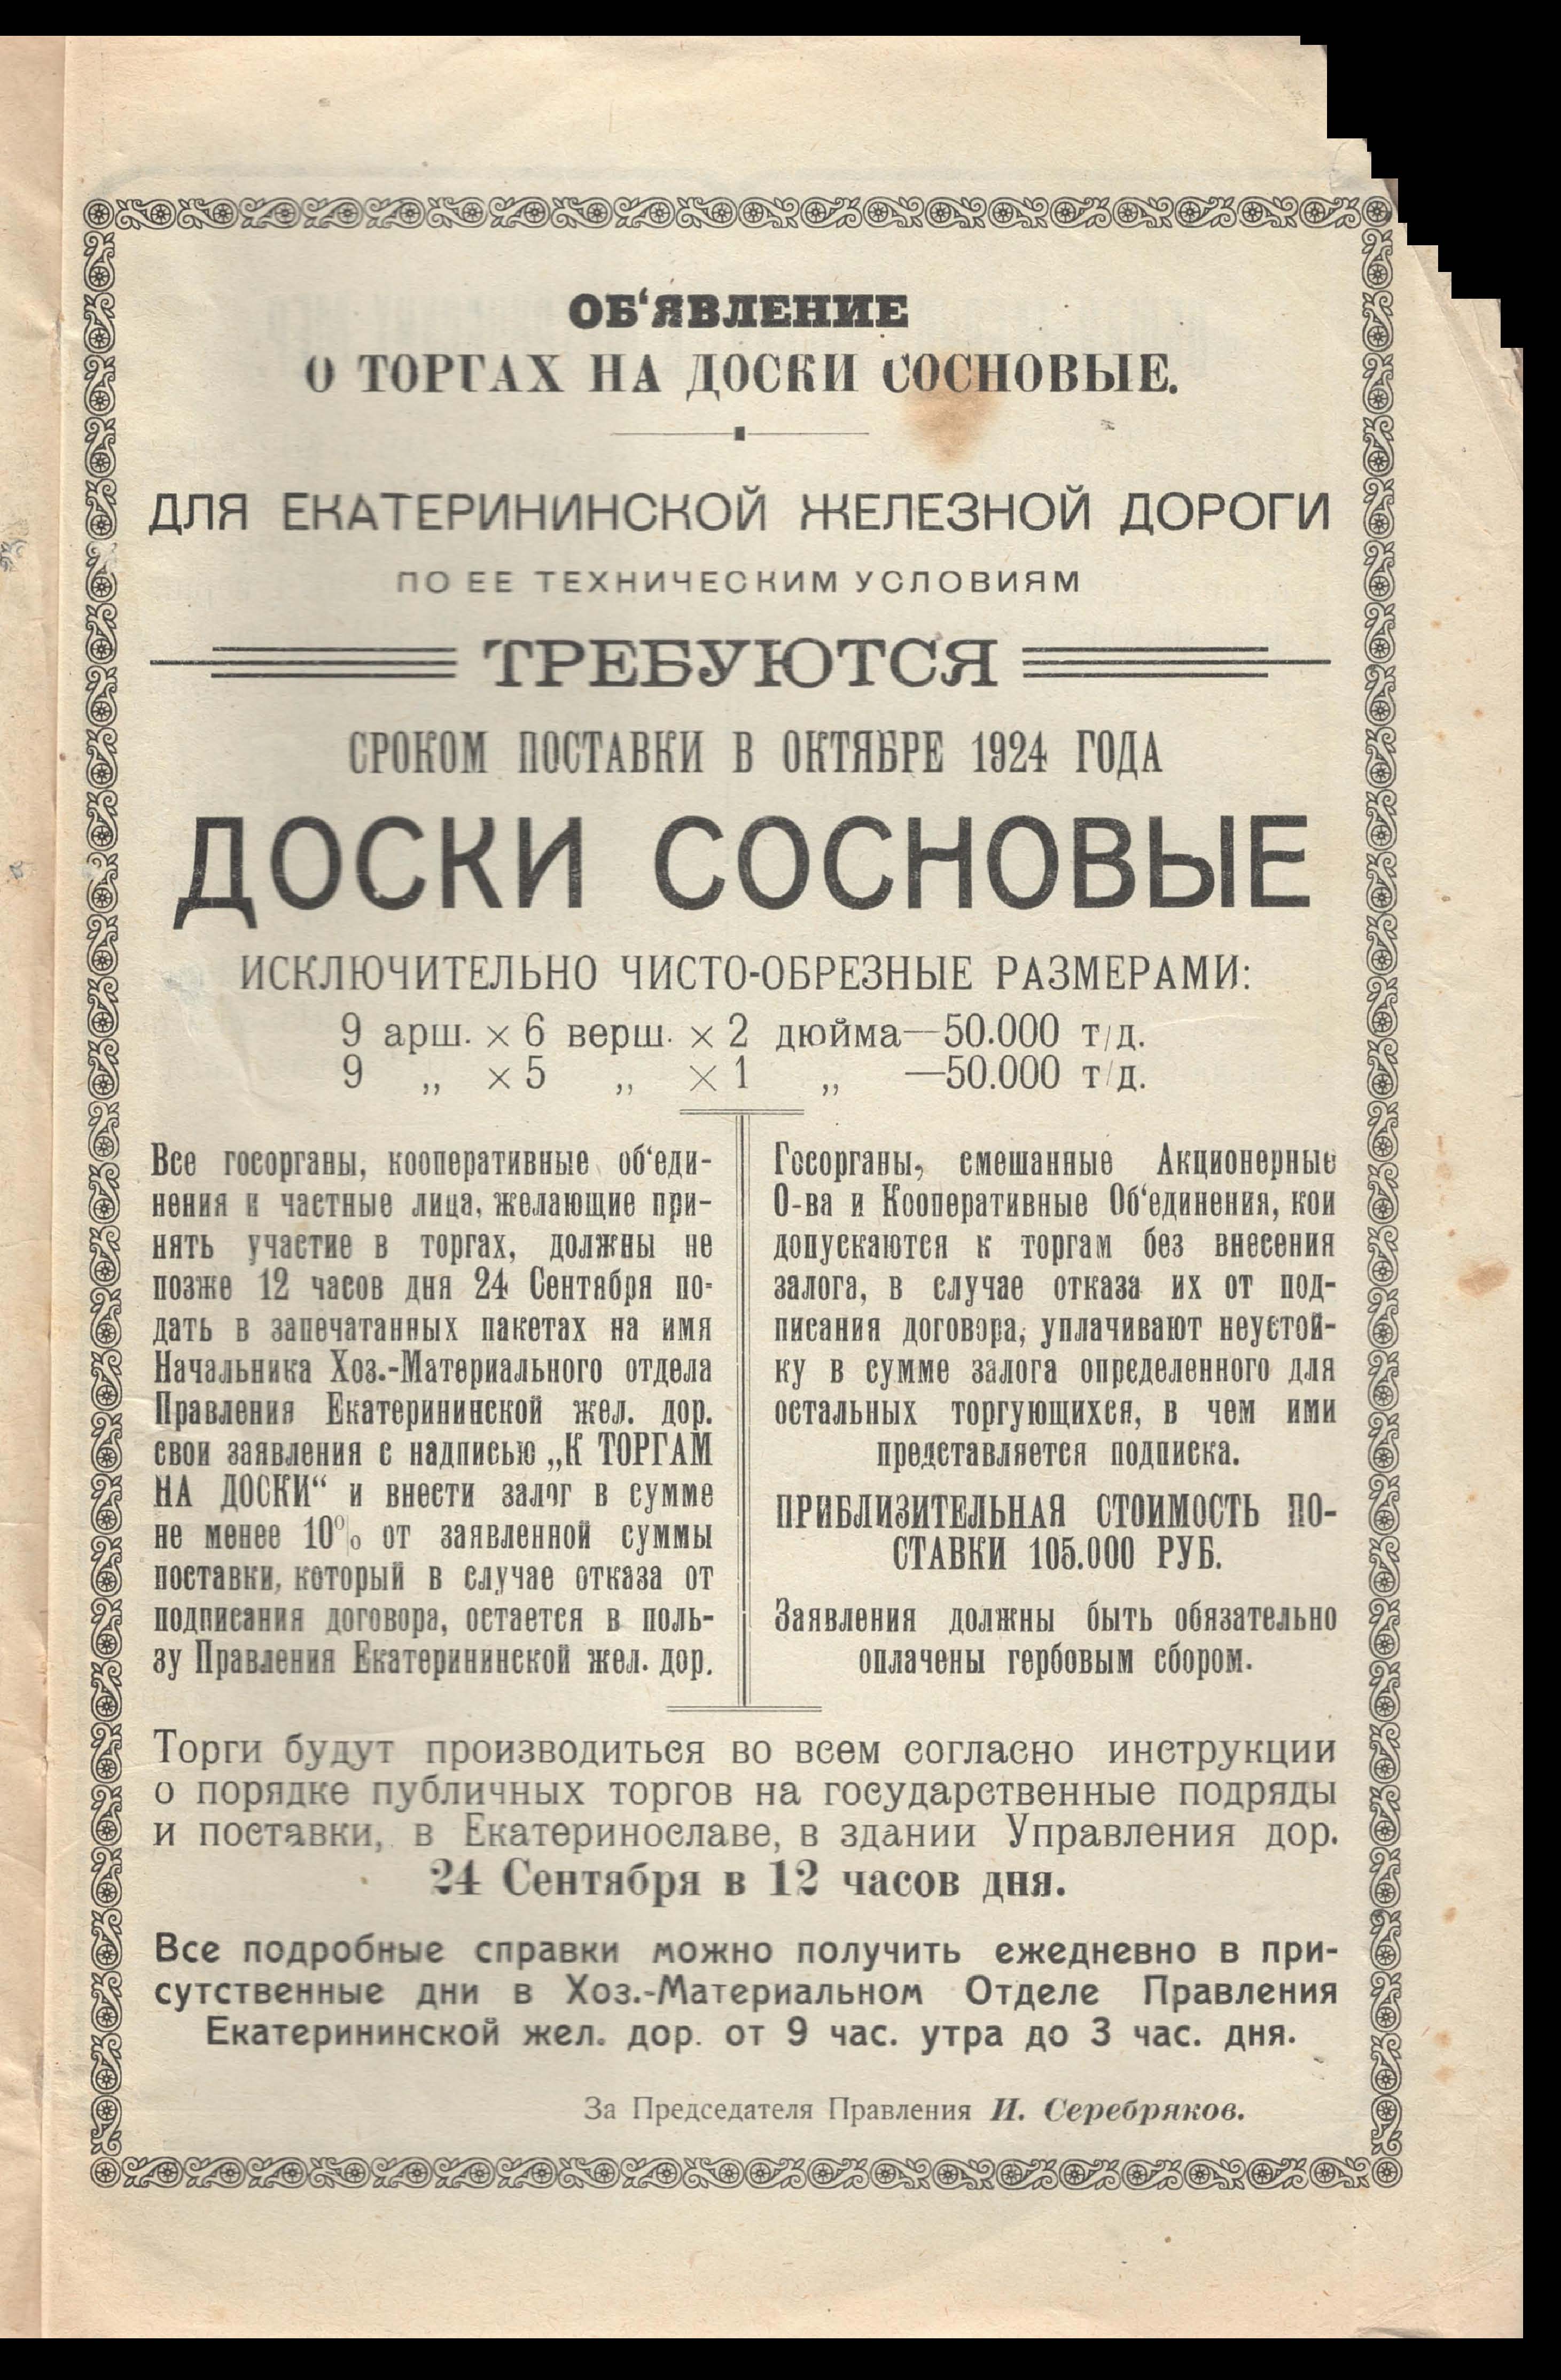 ОБ‘ЯВЛЕНИЕ
О ТОРГАХ НА ДОСКИ СОСНОВЫЕ.
ДЛЯ ЕКАТЕРИНИНСКОЙ ЖЕЛЕЗНОЙ ДОРОГИ
ПО ЕЕ ТЕХНИЧЕСКИМ УСЛОВИЯМ
ТРЕБУЮТСЯ
СРОКОМ ПОСТАВКИ В ОКТЯБРЕ 1924 ГОДА
ДОСКИ СОСНОВЫЕ
ИСКЛЮЧИТЕЛЬНО ЧИСТО-ОБРЕЗНЫЕ РАЗМЕРАМИ:
9 арш. × 6 верш. × 2 дюйма—50.000 т/д.
9 „ × 5 „ × 1 „ —50.000 т/д.
Все госорганы, кооперативные об‘еди-
нения и частные лица, желающие при-
нять участие в торгах, должны не
позже 12 часов дня 24 Сентября по-
дать в запечатанных пакетах на имя
Начальника Хоз.-Материального отдела
Правления Екатерининской жел. дор.
свои заявления с надписью „К ТОРГАМ
НА ДОСКИ“ и внести залог в сумме
не менее 10% от заявленной суммы
поставки, который в случае отказа от
подписания договора, остается в поль-
зу Правления Екатерининской жел. дор.
Госорганы, смешанные Акционерные
О-ва и Кооперативные Об‘единения, кои
допускаются к торгам без внесения
залога, в случае отказа их от под-
писания договора, уплачивают неустой-
ку в сумме залога определенного для
остальных торгующихся, в чем ими
представляется подписка.
ПРИБЛИЗИТЕЛЬНАЯ СТОИМОСТЬ ПО-
СТАВКИ 105.000 РУБ.
Заявления должны быть обязательно
оплачены гербовым сбором.
Торги будут производиться во всем согласно инструкции
о порядке публичных торгов на государственные подряды
и поставки, в Екатеринославе, в здании Управления дор.
24 Сентября в 12 часов дня.
Все подробные справки можно получить ежедневно в при-
сутственные дни в Хоз.-Материальном Отделе Правления
Екатерининской жел. дор. от 9 час. утра до 3 час. дня.
За Председателя Правления И. Серебряков.